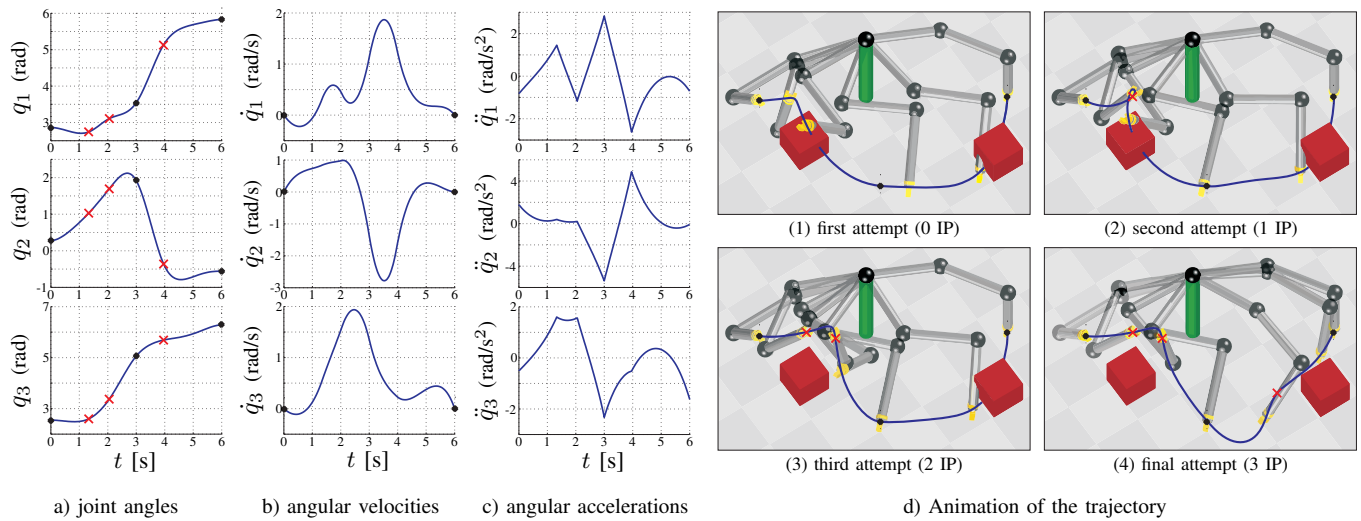 6
5
3
0 1 2 3 4 5 6
q1 (rad)
2
1
-1
0 1 2 3 4 5 6
q2 (rad)
7
5
3
0 1 2 3 4 5 6
q3 (rad)
t [s]
a) joint angles
2
1
0
0 1 2 3 4 5 6
q̇1 (rad/s)
1
0
-1
-2
-3
0 1 2 3 4 5 6
q̇2 (rad/s)
2
1
0
0 1 2 3 4 5 6
q̇3 (rad/s)
t [s]
b) angular velocities
2
0
-2
0 1 2 3 4 5 6
q̈1 (rad/s²)
4
0
-4
0 1 2 3 4 5 6
q̈2 (rad/s²)
2
0
-2
0 1 2 3 4 5 6
q̈3 (rad/s²)
t [s]
c) angular accelerations
(1) first attempt (0 IP)
(2) second attempt (1 IP)
(3) third attempt (2 IP)
(4) final attempt (3 IP)
d) Animation of the trajectory